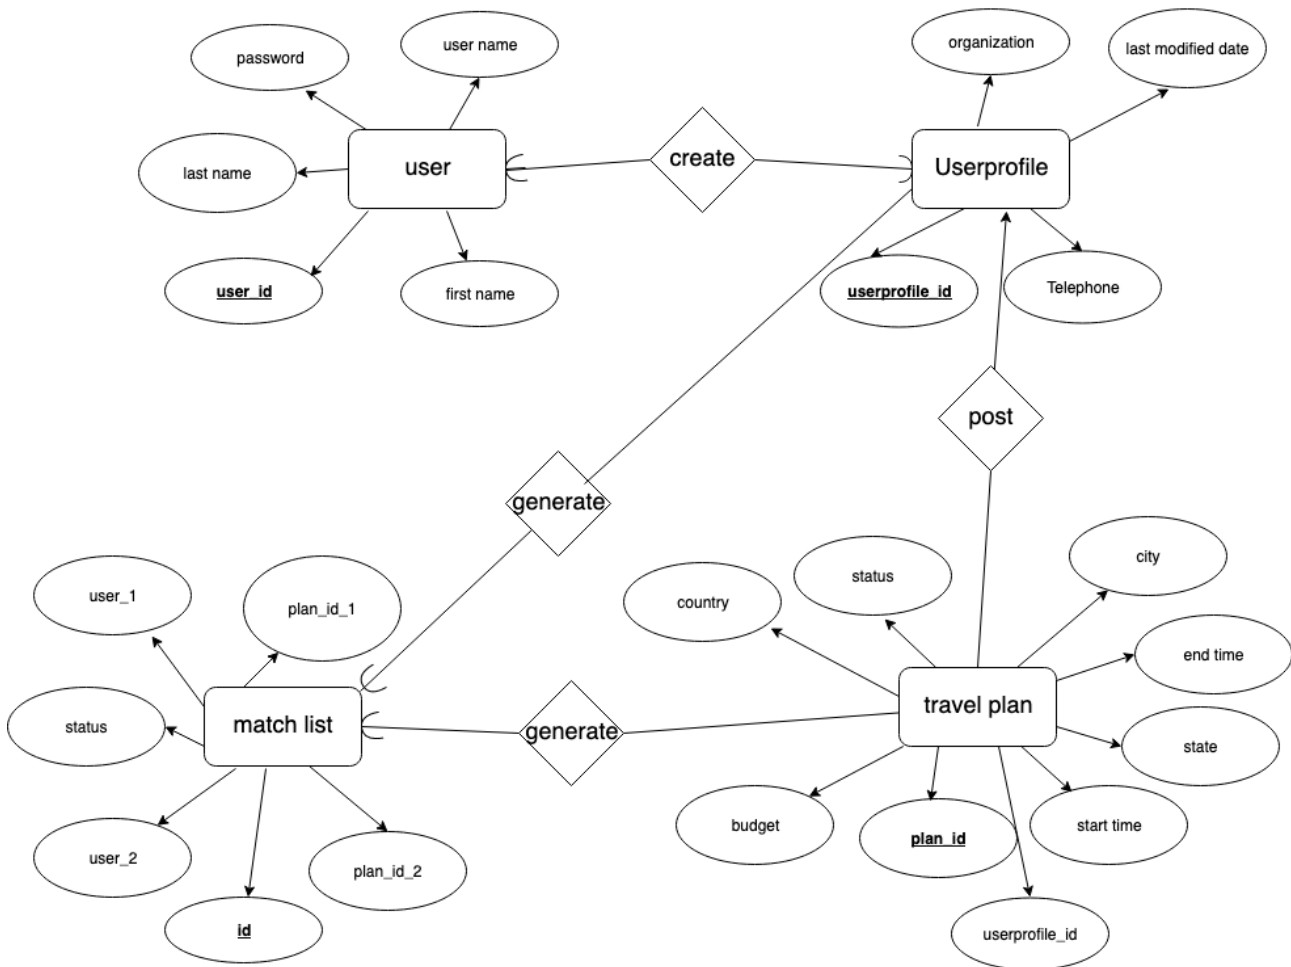 user name
organization
last modified date
password
user
create
Userprofile
last name
user_id
first name
userprofile_id
Telephone
post
generate
user_1
plan_id_1
country
status
city
end time
status
match list
generate
travel plan
state
user_2
plan_id_2
budget
plan_id
start time
id
userprofile_id